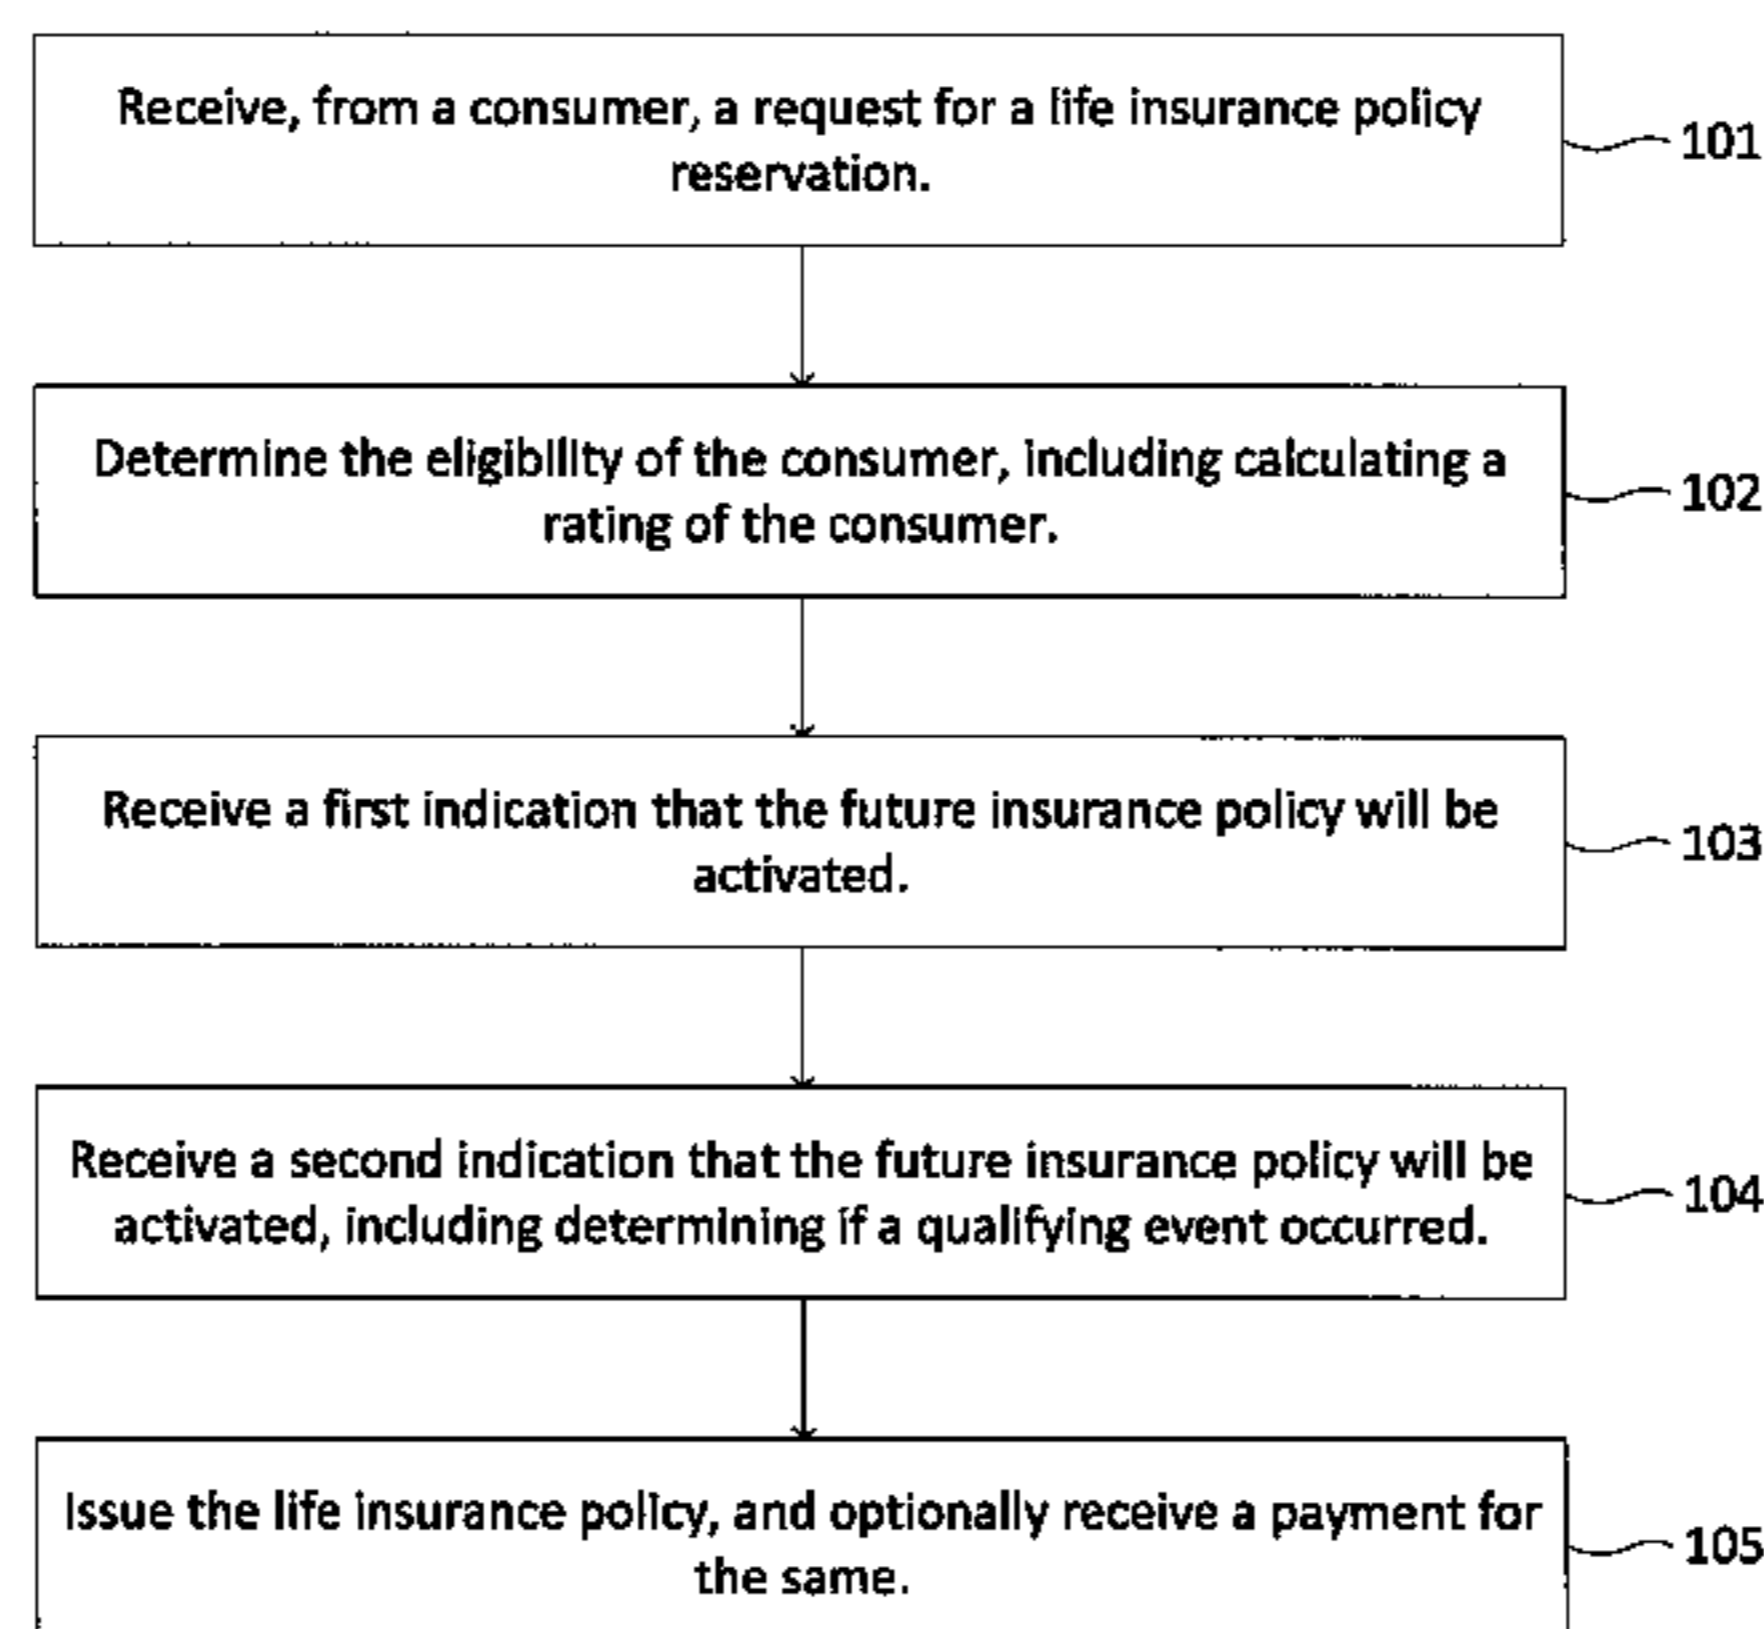 Receive, from a consumer, a request for a life insurance policy
reservation.
101
Determine the eligibility of the consumer, including calculating a
rating of the consumer.
102
Receive a first indication that the future insurance policy will be
activated.
103
Receive a second indication that the future insurance policy will be
activated, including determining if a qualifying event occurred.
104
Issue the life insurance policy, and optionally receive a payment for
the same.
105